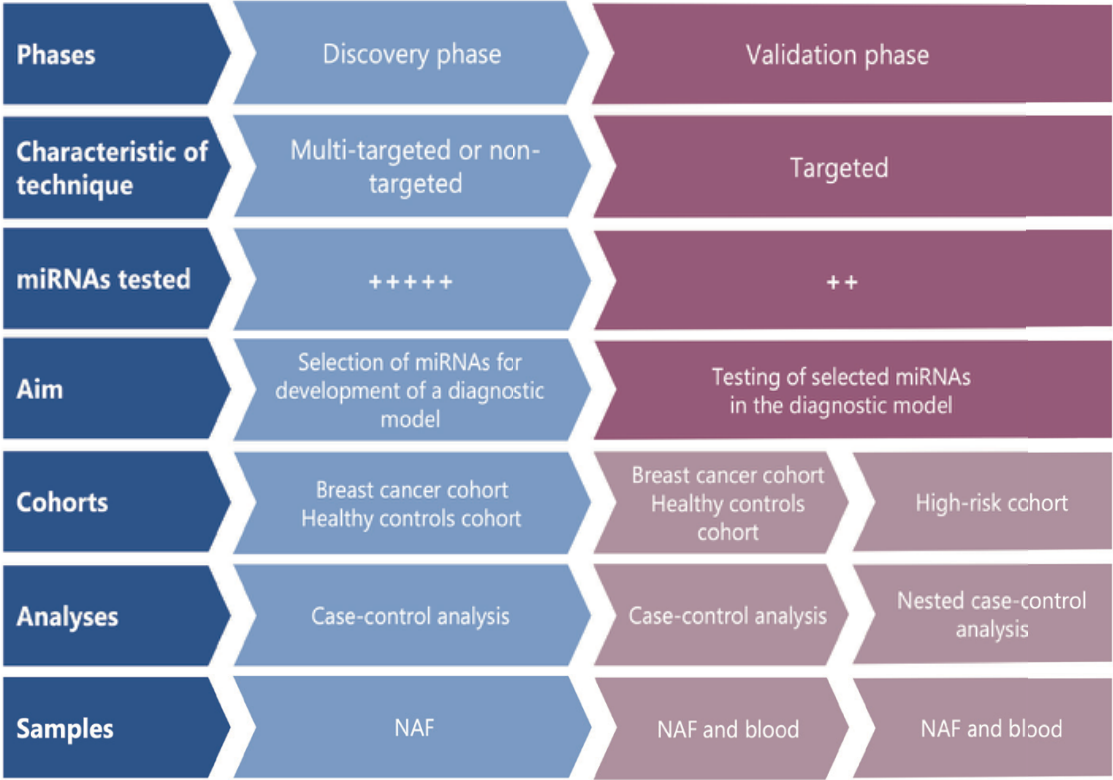 Phases
Discovery phase
Validation phase
Characteristic of
technique
Multi-targeted or non-
targeted
Targeted
miRNAs tested
+++++
++
Aim
Selection of miRNAs for
development of a diagnostic
model
Testing of selected miRNAs
in the diagnostic model
Cohorts
Breast cancer cohort
Healthy controls cohort
Breast cancer cohort
Healthy controls
cohort
High-risk cohort
Analyses
Case-control analysis
Case-control analysis
Nested case-control
analysis
Samples
NAF
NAF and blood
NAF and blood